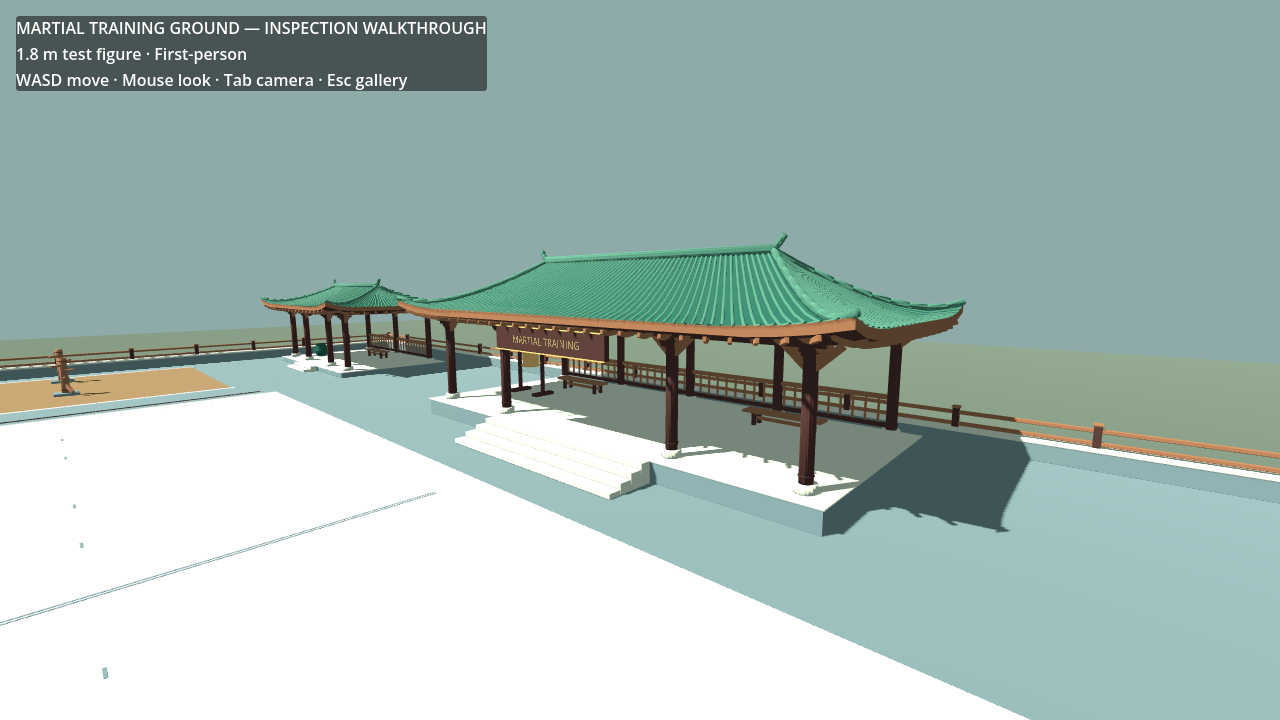 MARTIAL TRAINING GROUND — INSPECTION WALKTHROUGH
1.8 m test figure · First-person
WASD move · Mouse look · Tab camera · Esc gallery
MARTIAL TRAINING